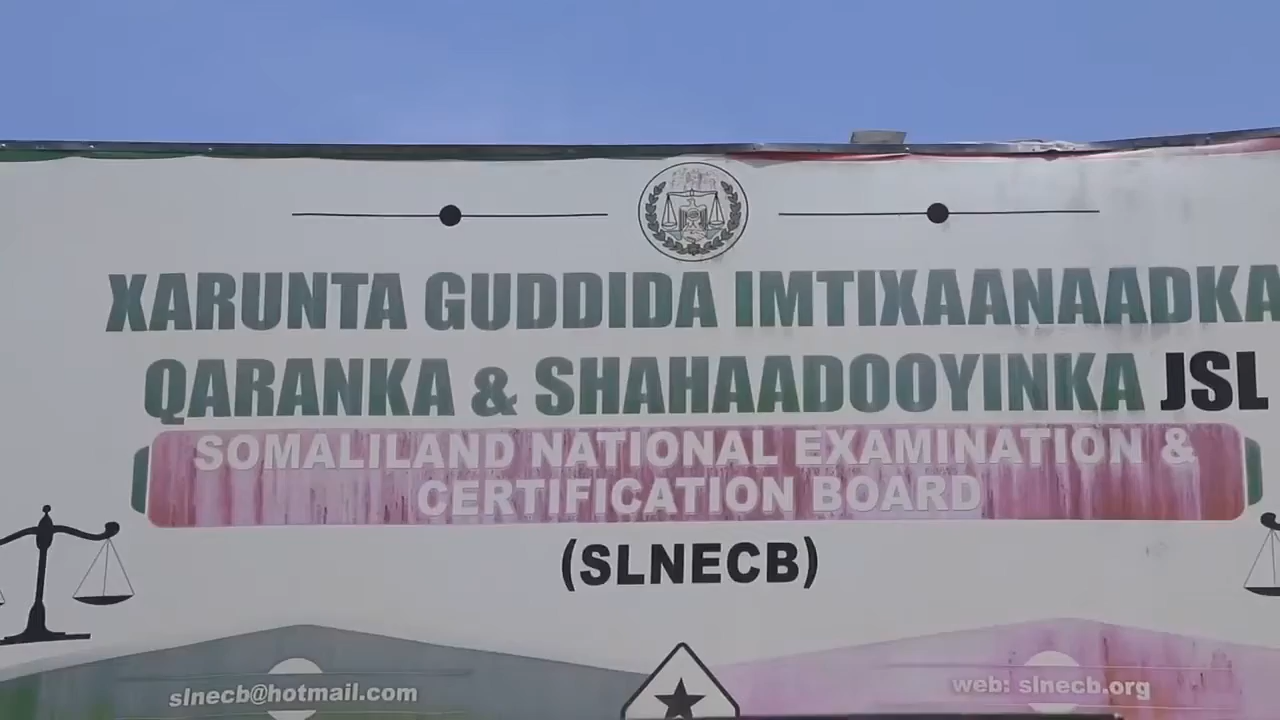 XARUNTA GUDDIDA IMTIXAANAADKA
QARANKA & SHAHAADOOYINKA JSL
SOMALILAND NATIONAL EXAMINATION &
CERTIFICATION BOARD
(SLNECB)
slnecb@hotmail.com
web: slnecb.org